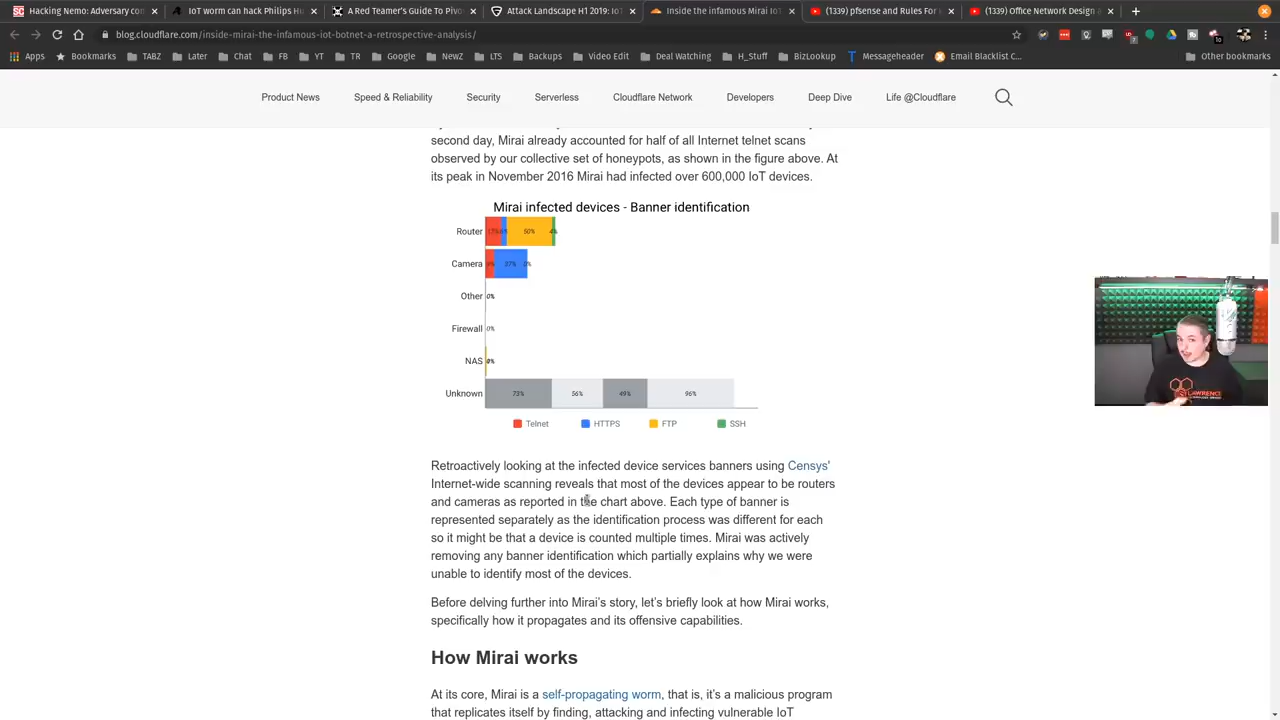 Hacking Nemo: Adversary con
IoT worm can hack Philips Hu
A Red Teamer's Guide To Pivo
Attack Landscape H1 2019: IoT
Inside the infamous Mirai IoT
(1339) pfsense and Rules For
(1339) Office Network Design
blog.cloudflare.com/inside-mirai-the-infamous-iot-botnet-a-retrospective-analysis/
Apps Bookmarks TABZ Later Chat FB YT TR Google NewZ LTS Backups Video Edit Deal Watching H_Stuff BizLookup Messageheader Email Blacklist C... Other bookmarks
Product News Speed & Reliability Security Serverless Cloudflare Network Developers Deep Dive Life @Cloudflare
second day, Mirai already accounted for half of all Internet telnet scans
observed by our collective set of honeypots, as shown in the figure above. At
its peak in November 2016 Mirai had infected over 600,000 IoT devices.
Mirai infected devices - Banner identification
Router 50% 4%
Camera 27%
Other 0%
Firewall 0%
NAS
Unknown 73% 56% 49% 96%
Telnet HTTPS FTP SSH
Retroactively looking at the infected device services banners using Censys'
Internet-wide scanning reveals that most of the devices appear to be routers
and cameras as reported in the chart above. Each type of banner is
represented separately as the identification process was different for each
so it might be that a device is counted multiple times. Mirai was actively
removing any banner identification which partially explains why we were
unable to identify most of the devices.
Before delving further into Mirai's story, let's briefly look at how Mirai works,
specifically how it propagates and its offensive capabilities.
How Mirai works
At its core, Mirai is a self-propagating worm, that is, it's a malicious program
that replicates itself by finding, attacking and infecting vulnerable IoT
LAWRENCE